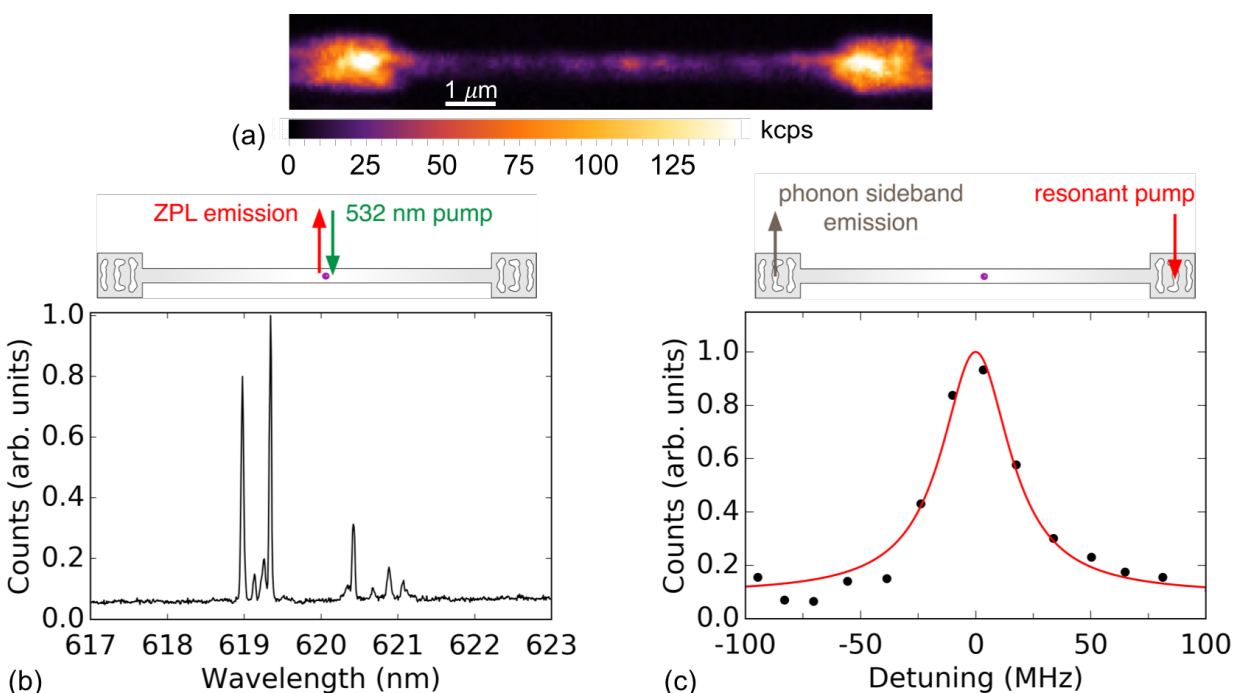 1 μm
(a)
kcps
0 25 50 75 100 125
ZPL emission 532 nm pump
phonon sideband
emission
resonant pump
Counts (arb. units)
1.0
0.8
0.6
0.4
0.2
0.0
617 618 619 620 621 622 623
Wavelength (nm)
(b)
Counts (arb. units)
1.0
0.8
0.6
0.4
0.2
0.0
-100 -50 0 50 100
Detuning (MHz)
(c)